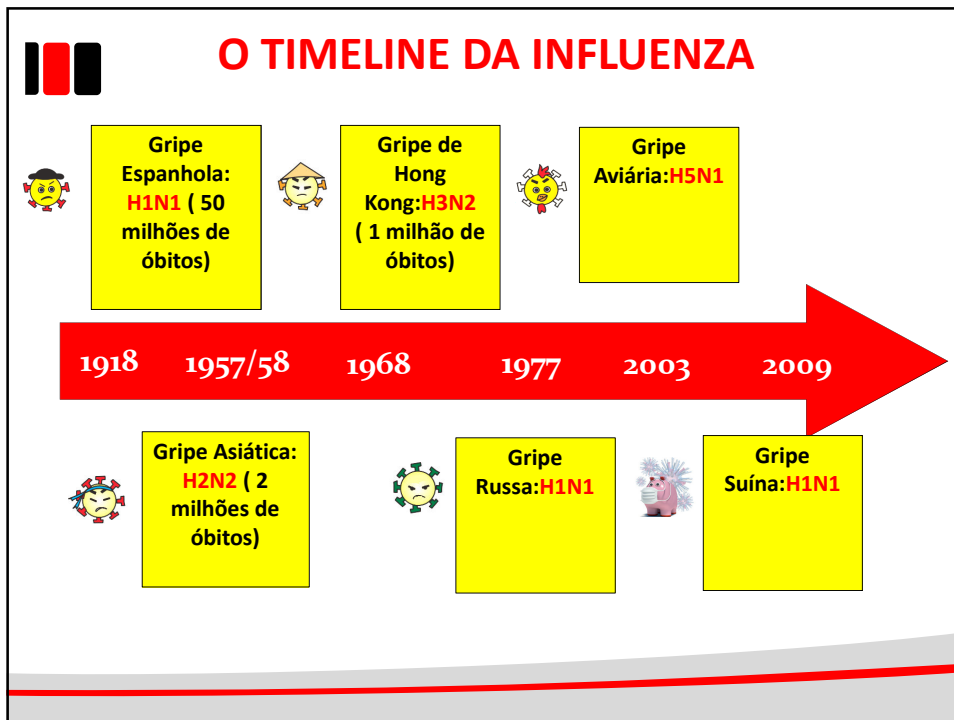 O TIMELINE DA INFLUENZA
Gripe
Espanhola:
H1N1 ( 50
milhões de
óbitos)
Gripe de
Hong
Kong:H3N2
( 1 milhão de
óbitos)
Gripe
Aviária:H5N1
1918 1957/58 1968 1977 2003 2009
Gripe Asiática:
H2N2 ( 2
milhões de
óbitos)
Gripe
Russa:H1N1
Gripe
Suína:H1N1